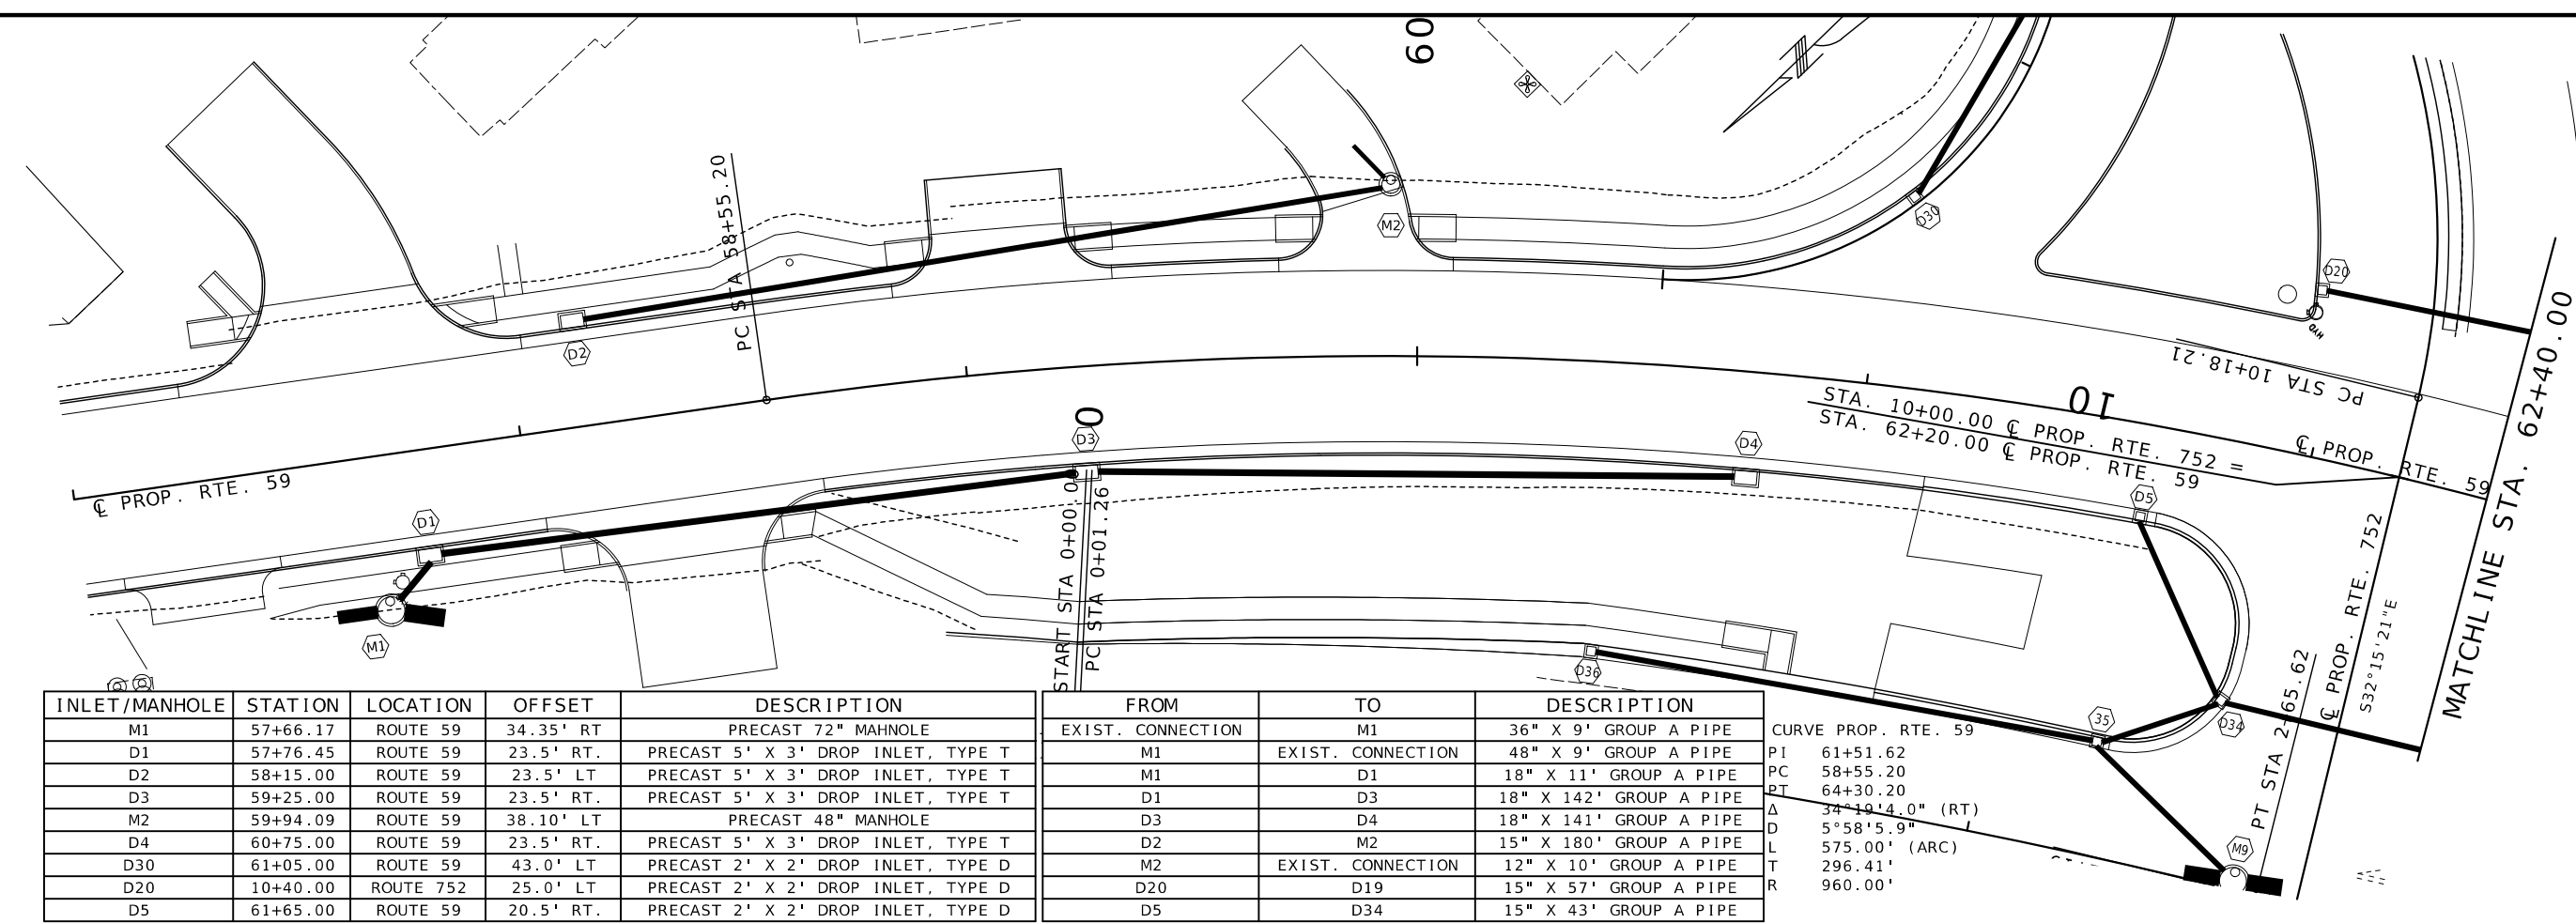 60
PC STA 58+55.20
M2
D30
D20
HYD
D2
PC STA 10+18.21
10
STA. 10+00.00 ℄ PROP. RTE. 752 =
STA. 62+20.00 ℄ PROP. RTE. 59
℄ PROP. RTE. 59
MATCHLINE STA. 62+40.00
℄ PROP. RTE. 59
0
D3
D4
D5
D1
START STA 0+00.0
PC STA 0+01.26
M1
D36
35
D34
℄ PROP. RTE. 752
S32°15'21"E
PT STA 2+65.62
M9
INLET/MANHOLE STATION LOCATION OFFSET DESCRIPTION
M1 57+66.17 ROUTE 59 34.35' RT PRECAST 72" MAHNOLE
D1 57+76.45 ROUTE 59 23.5' RT. PRECAST 5' X 3' DROP INLET, TYPE T
D2 58+15.00 ROUTE 59 23.5' LT PRECAST 5' X 3' DROP INLET, TYPE T
D3 59+25.00 ROUTE 59 23.5' RT. PRECAST 5' X 3' DROP INLET, TYPE T
M2 59+94.09 ROUTE 59 38.10' LT PRECAST 48" MANHOLE
D4 60+75.00 ROUTE 59 23.5' RT. PRECAST 5' X 3' DROP INLET, TYPE T
D30 61+05.00 ROUTE 59 43.0' LT PRECAST 2' X 2' DROP INLET, TYPE D
D20 10+40.00 ROUTE 752 25.0' LT PRECAST 2' X 2' DROP INLET, TYPE D
D5 61+65.00 ROUTE 59 20.5' RT. PRECAST 2' X 2' DROP INLET, TYPE D
FROM TO DESCRIPTION
EXIST. CONNECTION M1 36" X 9' GROUP A PIPE
M1 EXIST. CONNECTION 48" X 9' GROUP A PIPE
M1 D1 18" X 11' GROUP A PIPE
D1 D3 18" X 142' GROUP A PIPE
D3 D4 18" X 141' GROUP A PIPE
D2 M2 15" X 180' GROUP A PIPE
M2 EXIST. CONNECTION 12" X 10' GROUP A PIPE
D20 D19 15" X 57' GROUP A PIPE
D5 D34 15" X 43' GROUP A PIPE
CURVE PROP. RTE. 59
PI 61+51.62
PC 58+55.20
PT 64+30.20
Δ 34°19'4.0" (RT)
D 5°58'5.9"
L 575.00' (ARC)
T 296.41'
R 960.00'